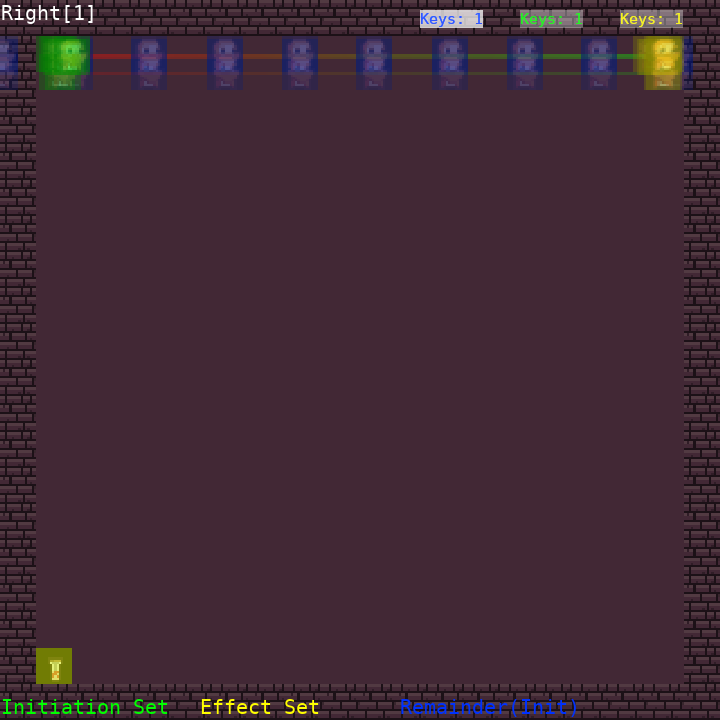 Right[1]
Keys: 1 Keys: 1 Keys: 1
Initiation Set Effect Set Remainder(Init)